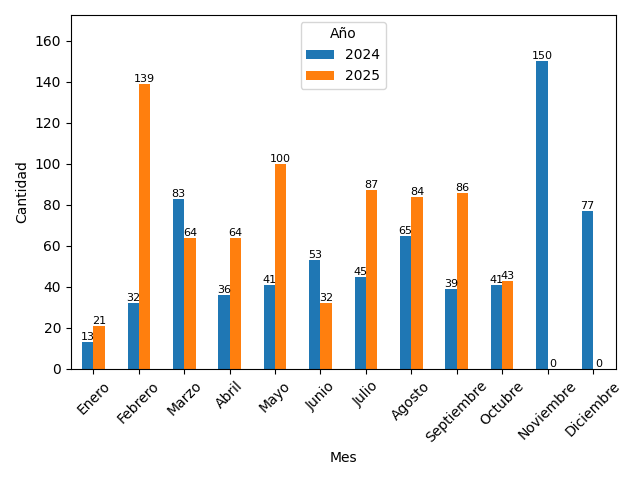 Año
2024
2025
160
140
120
100
80
60
40
20
0
Cantidad
13
21
32
139
83
64
36
64
41
100
53
32
45
87
65
84
39
86
41
43
150
0
77
0
Enero
Febrero
Marzo
Abril
Mayo
Junio
Julio
Agosto
Septiembre
Octubre
Noviembre
Diciembre
Mes